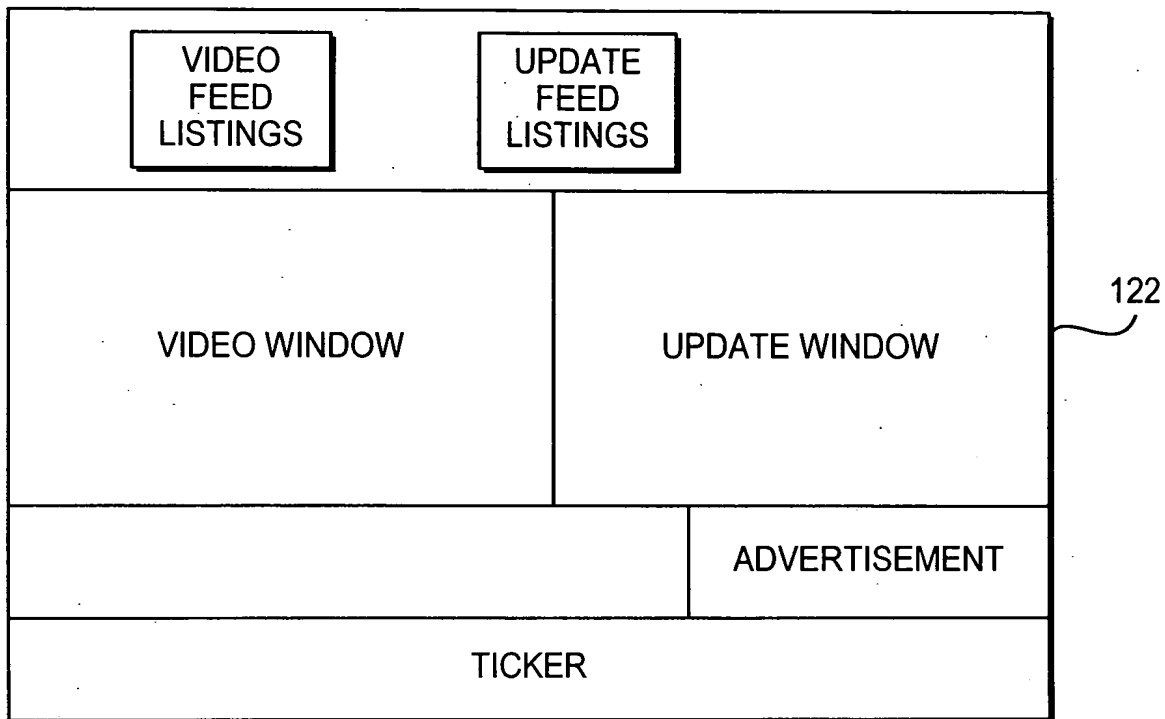 VIDEO
FEED
LISTINGS
UPDATE
FEED
LISTINGS
VIDEO WINDOW
UPDATE WINDOW
122
ADVERTISEMENT
TICKER